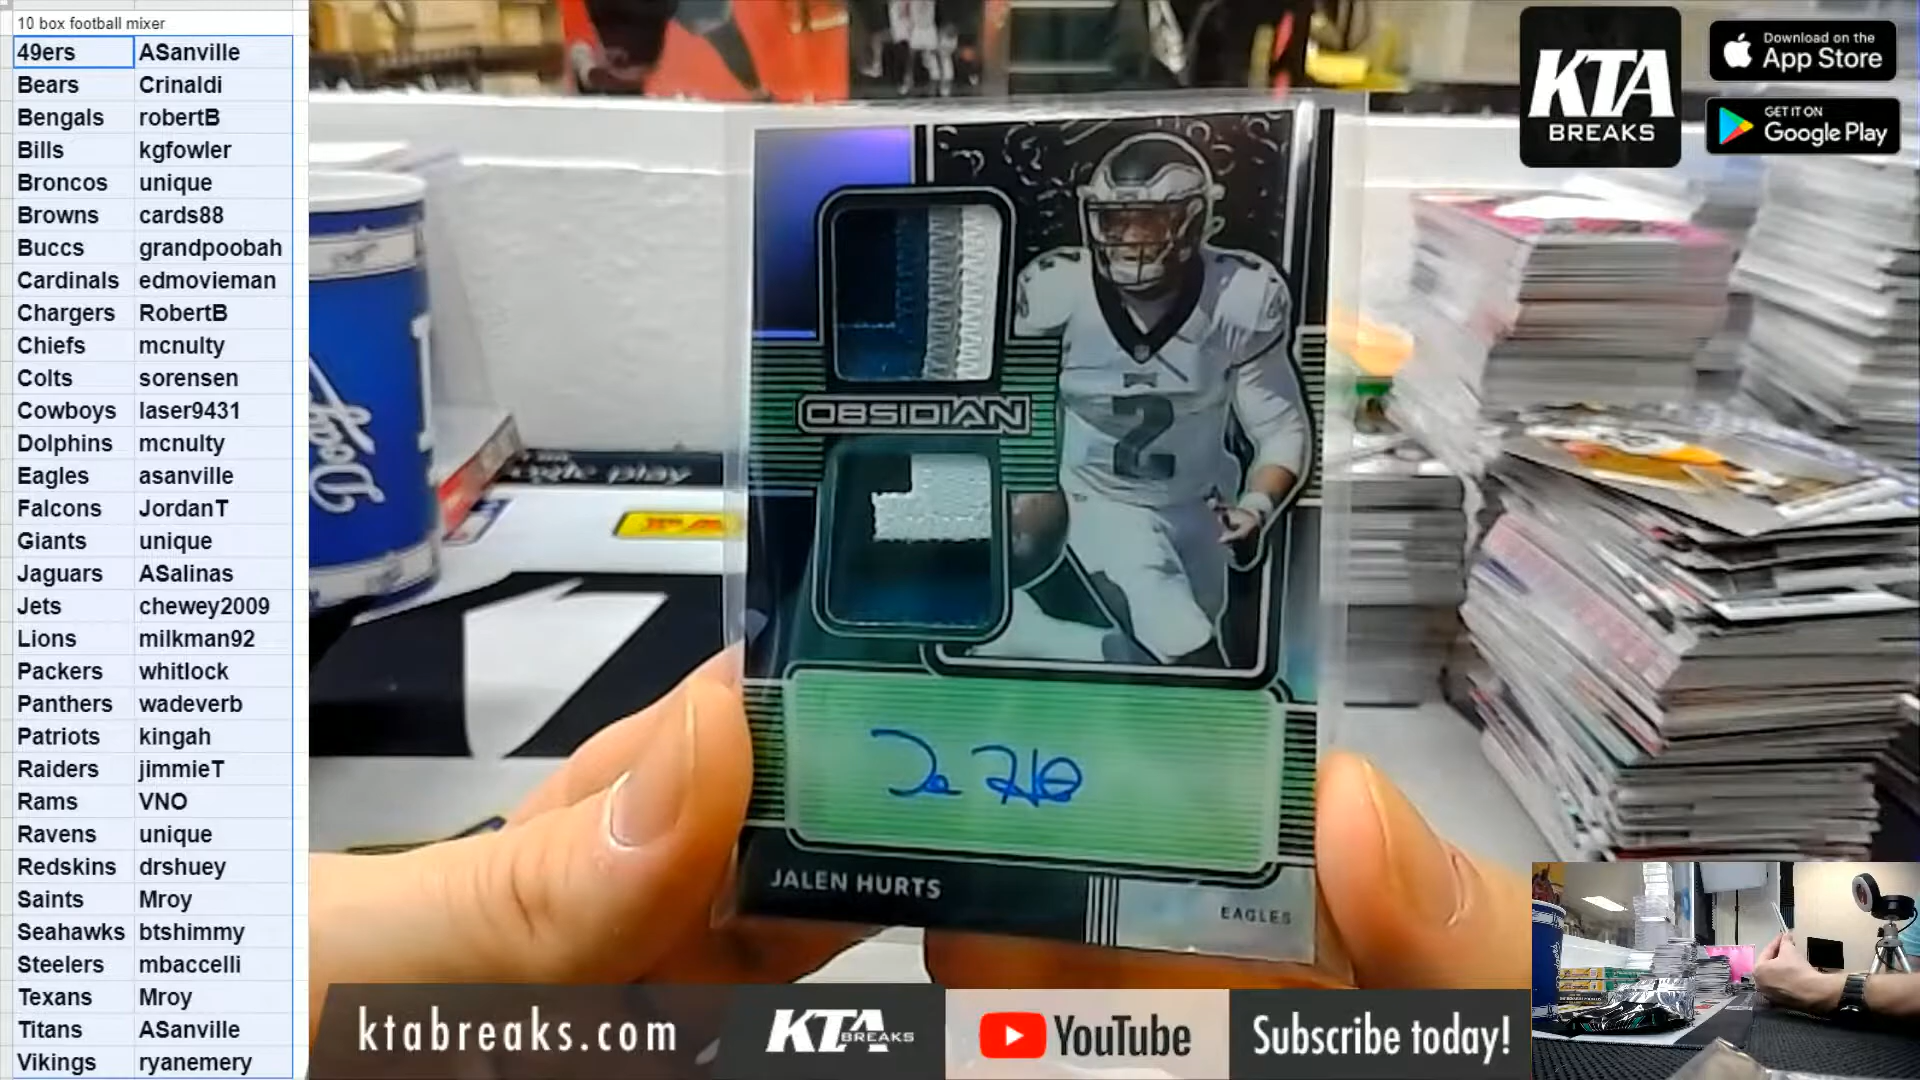 10 box football mixer
49ers ASanville
Bears Crinaldi
Bengals robertB
Bills kgfowler
Broncos unique
Browns cards88
Buccs grandpoobah
Cardinals edmovieman
Chargers RobertB
Chiefs mcnulty
Colts sorensen
Cowboys laser9431
Dolphins mcnulty
Eagles asanville
Falcons JordanT
Giants unique
Jaguars ASalinas
Jets chewey2009
Lions milkman92
Packers whitlock
Panthers wadeverb
Patriots kingah
Raiders jimmieT
Rams VNO
Ravens unique
Redskins drshuey
Saints Mroy
Seahawks btshimmy
Steelers mbaccelli
Texans Mroy
Titans ASanville
Vikings ryanemery
KTA
BREAKS
Download on the
App Store
GET IT ON
Google Play
OBSIDIAN
2
JALEN HURTS
EAGLES
ktabreaks.com
KTA BREAKS
YouTube
Subscribe today!